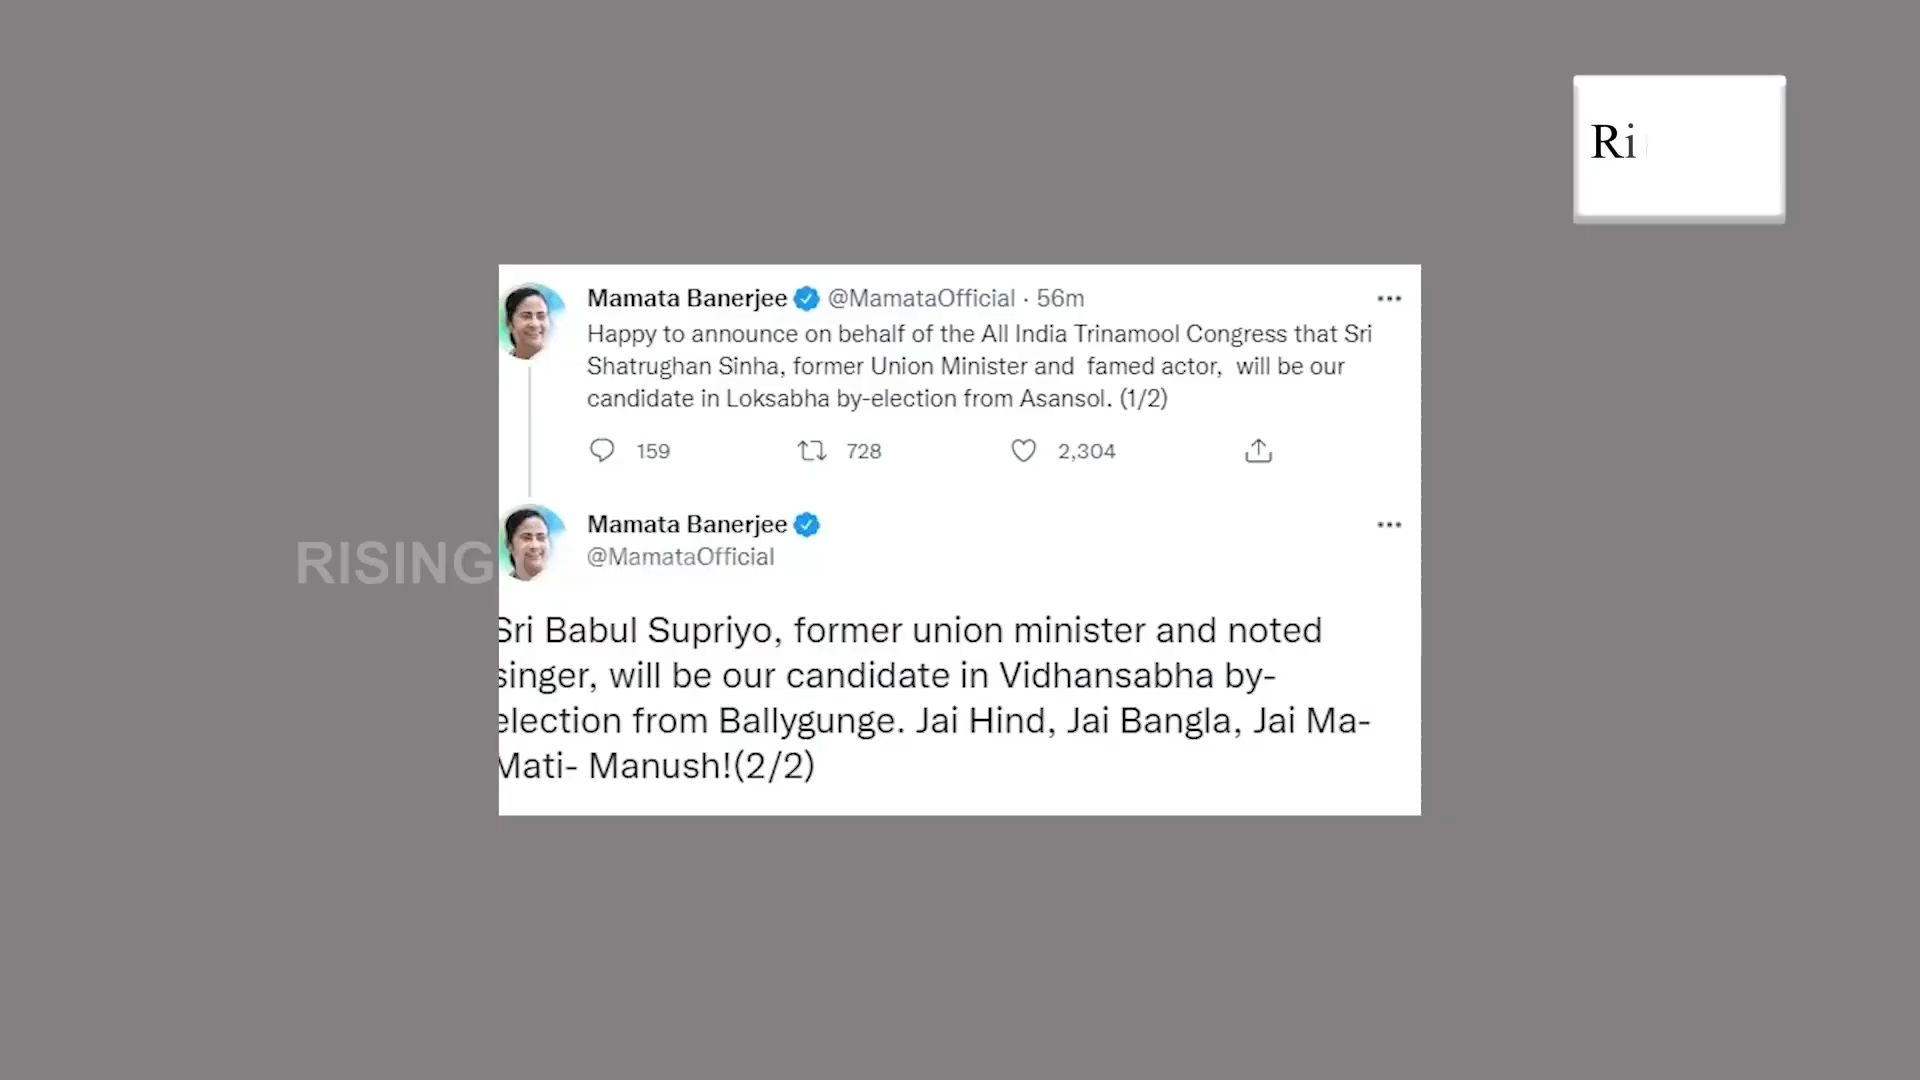 Ri
Mamata Banerjee @MamataOfficial · 56m
Happy to announce on behalf of the All India Trinamool Congress that Sri
Shatrughan Sinha, former Union Minister and famed actor, will be our
candidate in Loksabha by-election from Asansol. (1/2)
159 728 2,304
Mamata Banerjee
@MamataOfficial
RISING
Sri Babul Supriyo, former union minister and noted
singer, will be our candidate in Vidhansabha by-
election from Ballygunge. Jai Hind, Jai Bangla, Jai Ma-
Mati- Manush!(2/2)